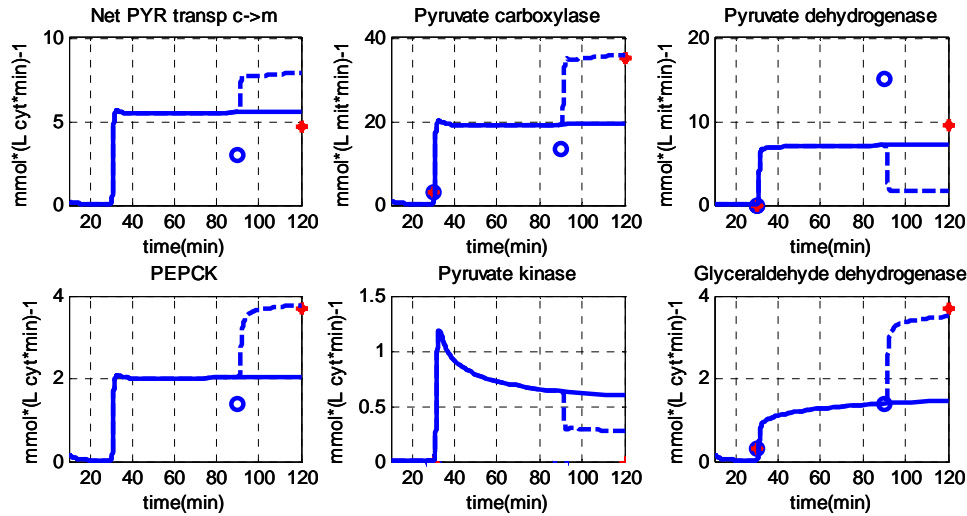 Net PYR transp c->m
Pyruvate carboxylase
Pyruvate dehydrogenase
10
5
0
mmol*(L cyt*min)-1
20 40 60 80 100 120
time(min)
40
20
0
mmol*(L mit*min)-1
20 40 60 80 100 120
time(min)
20
10
0
mmol*(L mit*min)-1
20 40 60 80 100 120
time(min)
PEPCK
Pyruvate kinase
Glyceraldehyde dehydrogenase
4
2
0
mmol*(L cyt*min)-1
20 40 60 80 100 120
time(min)
1.5
1
0.5
0
mmol*(L cyt*min)-1
20 40 60 80 100 120
time(min)
4
2
0
mmol*(L cyt*min)-1
20 40 60 80 100 120
time(min)